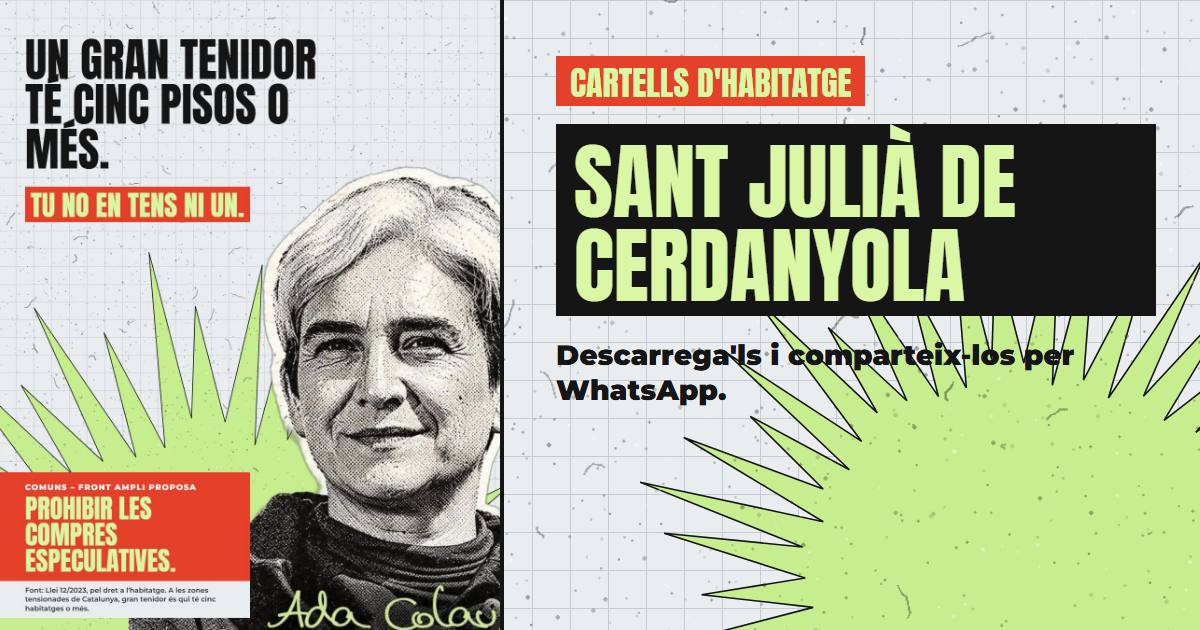 UN GRAN TENIDOR
TÉ CINC PISOS O
MÉS.
TU NO EN TENS NI UN.
COMUNS – FRONT AMPLI PROPOSA
PROHIBIR LES
COMPRES
ESPECULATIVES.
Font: Llei 12/2023, pel dret a l'habitatge. A les zones
tensionades de Catalunya, gran tenidor és qui té cinc
habitatges o més.
Ada Colau
CARTELLS D'HABITATGE
SANT JULIÀ DE
CERDANYOLA
Descarrega'ls i comparteix-los per
WhatsApp.